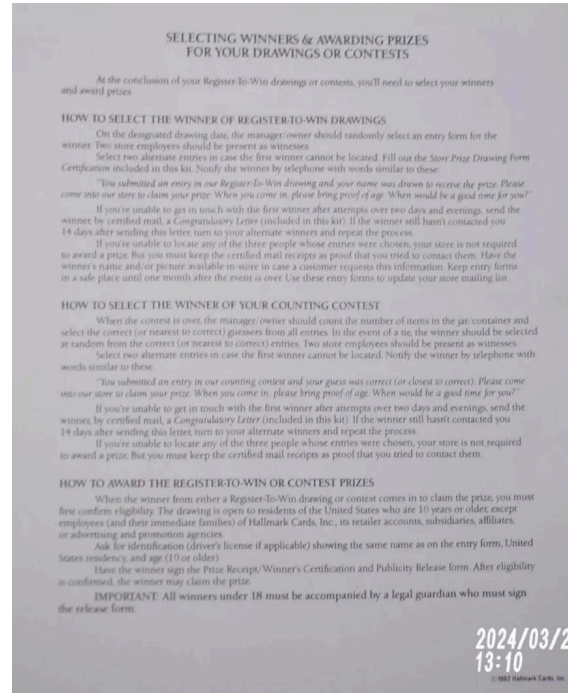 SELECTING WINNERS & AWARDING PRIZES
FOR YOUR DRAWINGS OR CONTESTS
At the conclusion of your Register-To-Win drawings or contests, you'll need to select your winners
and award prizes.
HOW TO SELECT THE WINNER OF REGISTER-TO-WIN DRAWINGS
On the designated drawing date, the manager/owner should randomly select an entry form for the
winner. Two store employees should be present as witnesses.
Select two alternate entries in case the first winner cannot be located. Fill out the Store Prize Drawing Form
Certification included in this kit. Notify the winner by telephone with words similar to these:
"You submitted an entry in our Register-To-Win drawing and your name was drawn to receive the prize. Please
come into our store to claim your prize. When you come in, please bring proof of age. When would be a good time for you?"
If you're unable to get in touch with the first winner after attempts over two days and evenings, send the
winner, by certified mail, a Congratulatory Letter (included in this kit). If the winner still hasn't contacted you
14 days after sending this letter, turn to your alternate winners and repeat the process.
If you're unable to locate any of the three people whose entries were chosen, your store is not required
to award a prize. But you must keep the certified mail receipts as proof that you tried to contact them. Have the
winner's name and/or picture available in-store in case a customer requests this information. Keep entry forms
in a safe place until one month after the event is over. Use these entry forms to update your store mailing list.
HOW TO SELECT THE WINNER OF YOUR COUNTING CONTEST
When the contest is over, the manager/owner should count the number of items in the jar/container and
select the correct (or nearest to correct) guessers from all entries. In the event of a tie, the winner should be selected
at random from the correct (or nearest to correct) entries. Two store employees should be present as witnesses.
Select two alternate entries in case the first winner cannot be located. Notify the winner by telephone with
words similar to these:
"You submitted an entry in our counting contest and your guess was correct (or closest to correct). Please come
into our store to claim your prize. When you come in, please bring proof of age. When would be a good time for you?"
If you're unable to get in touch with the first winner after attempts over two days and evenings, send the
winner, by certified mail, a Congratulatory Letter (included in this kit). If the winner still hasn't contacted you
14 days after sending this letter, turn to your alternate winners and repeat the process.
If you're unable to locate any of the three people whose entries were chosen, your store is not required
to award a prize. But you must keep the certified mail receipts as proof that you tried to contact them.
HOW TO AWARD THE REGISTER-TO-WIN OR CONTEST PRIZES
When the winner from either a Register-To-Win drawing or contest comes in to claim the prize, you must
first confirm eligibility. The drawing is open to residents of the United States who are 10 years or older, except
employees (and their immediate families) of Hallmark Cards, Inc., its retailer accounts, subsidiaries, affiliates,
or advertising and promotion agencies.
Ask for identification (driver's license if applicable) showing the same name as on the entry form, United
States residency, and age (10 or older).
Have the winner sign the Prize Receipt/Winner's Certification and Publicity Release form. After eligibility
is confirmed, the winner may claim the prize.
IMPORTANT: All winners under 18 must be accompanied by a legal guardian who must sign
the release form.
2024/03/2
13:10
© 1992 Hallmark Cards, Inc.